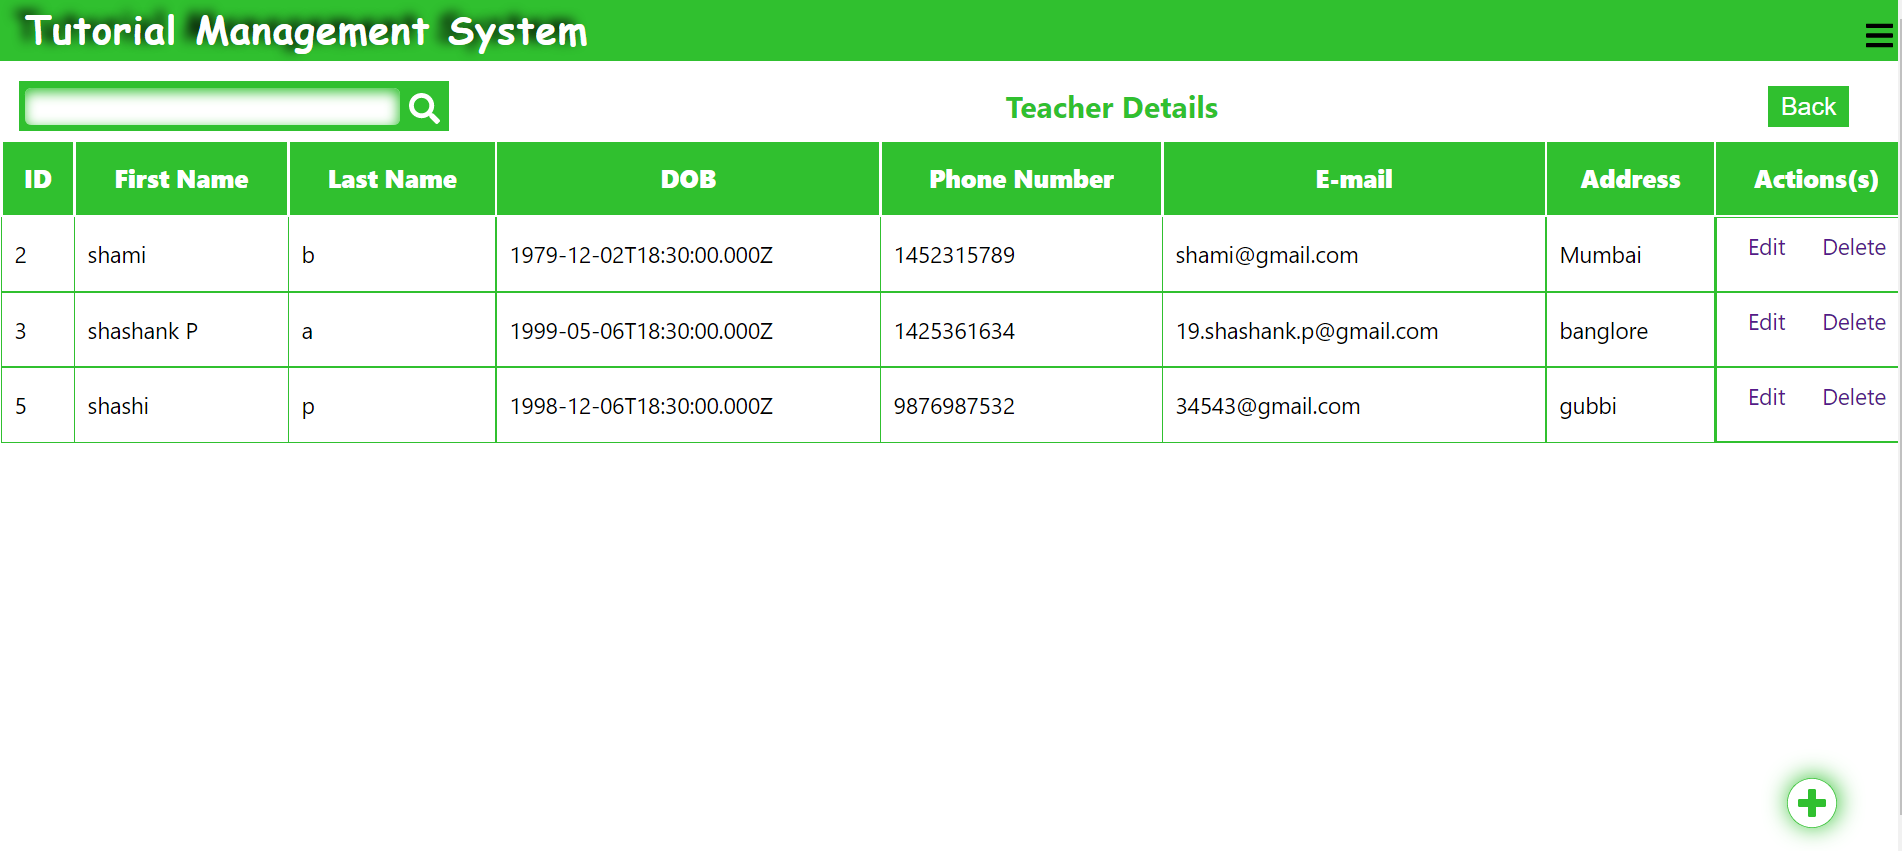 Tutorial Management System
Teacher Details
Back
ID First Name Last Name DOB Phone Number E-mail Address Actions(s)
2 shami b 1979-12-02T18:30:00.000Z 1452315789 shami@gmail.com Mumbai Edit Delete
3 shashank P a 1999-05-06T18:30:00.000Z 1425361634 19.shashank.p@gmail.com banglore Edit Delete
5 shashi p 1998-12-06T18:30:00.000Z 9876987532 34543@gmail.com gubbi Edit Delete